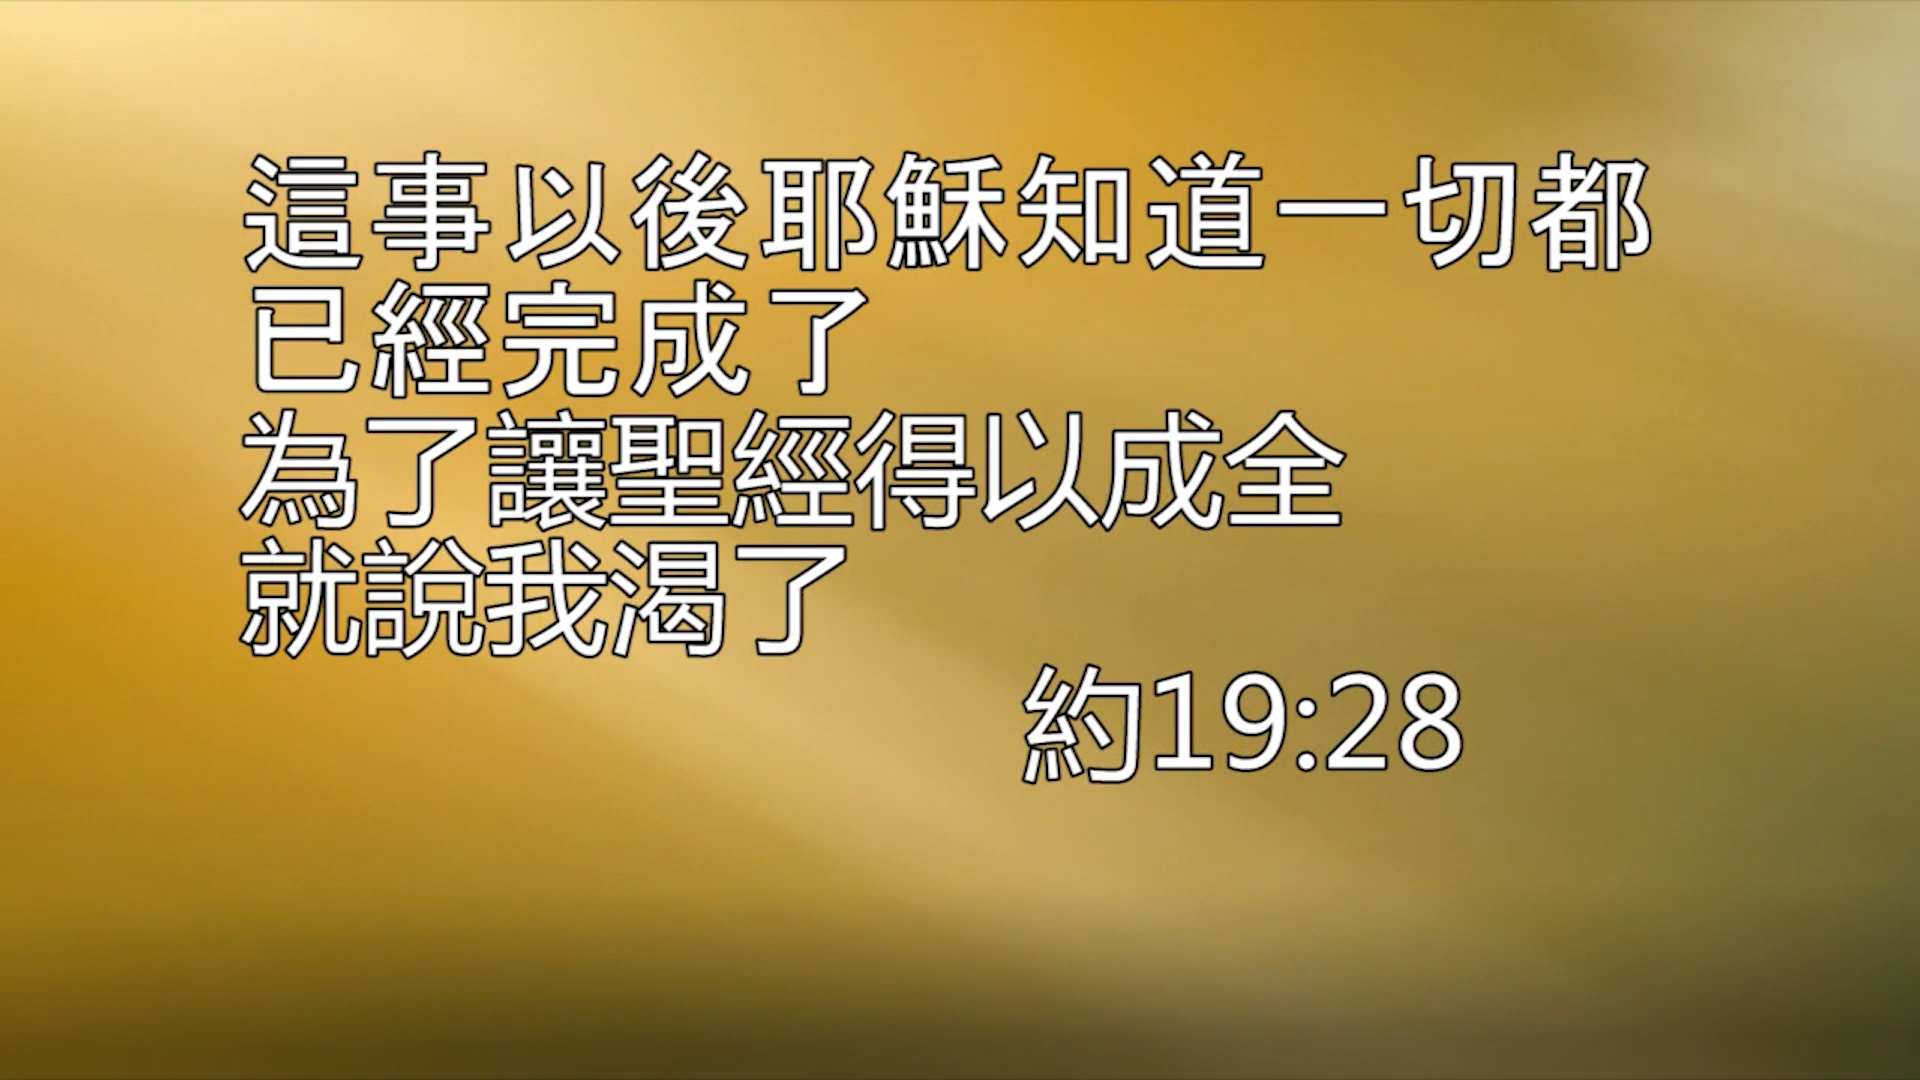 這事以後耶穌知道一切都
已經完成了
為了讓聖經得以成全
就說我渴了
約19:28